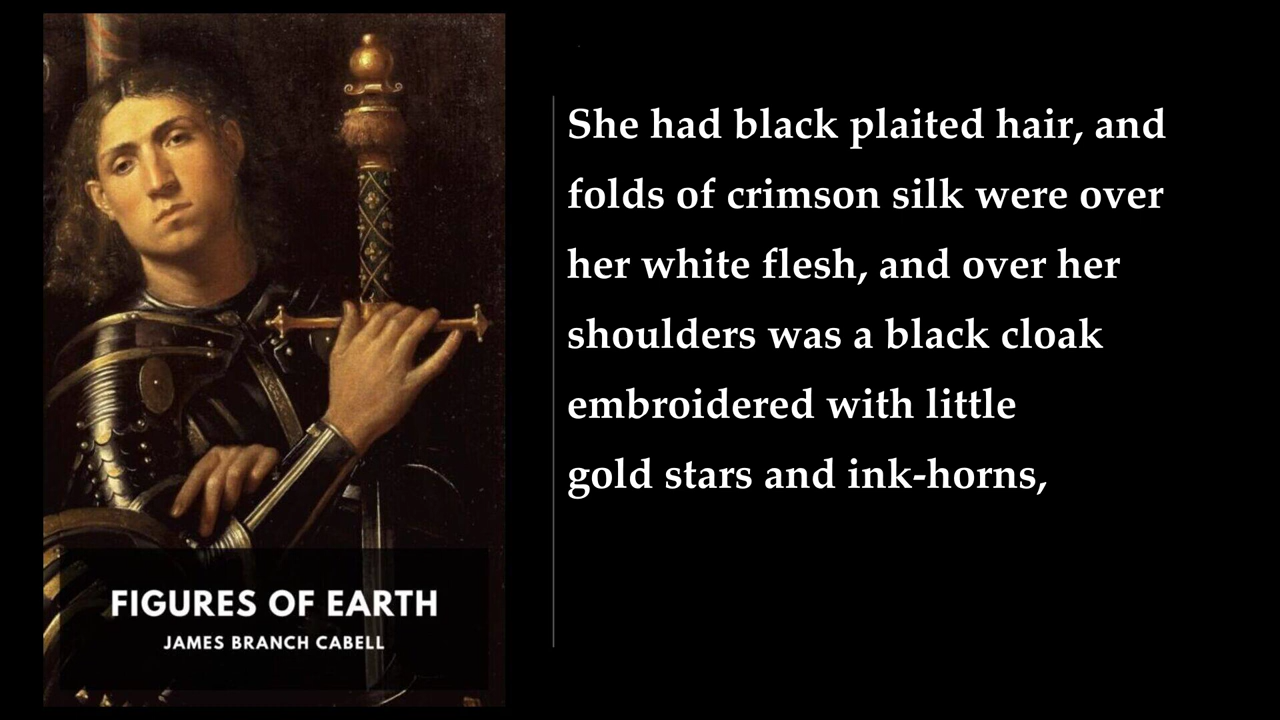 She had black plaited hair, and
folds of crimson silk were over
her white flesh, and over her
shoulders was a black cloak
embroidered with little
gold stars and ink-horns,
FIGURES OF EARTH
JAMES BRANCH CABELL